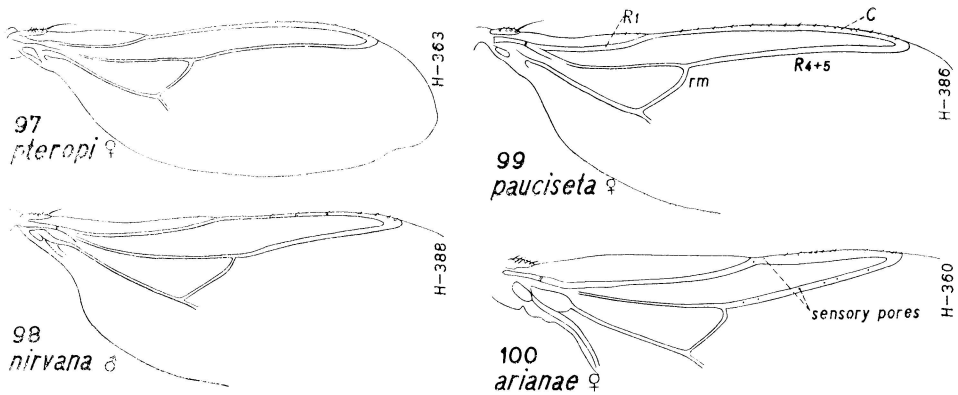 H-363
97
pteropi ♀
R1
C
R4+5
rm
H-386
99
pauciseta ♀
H-388
98
nirvana ♂
sensory pores
H-360
100
arianae ♀